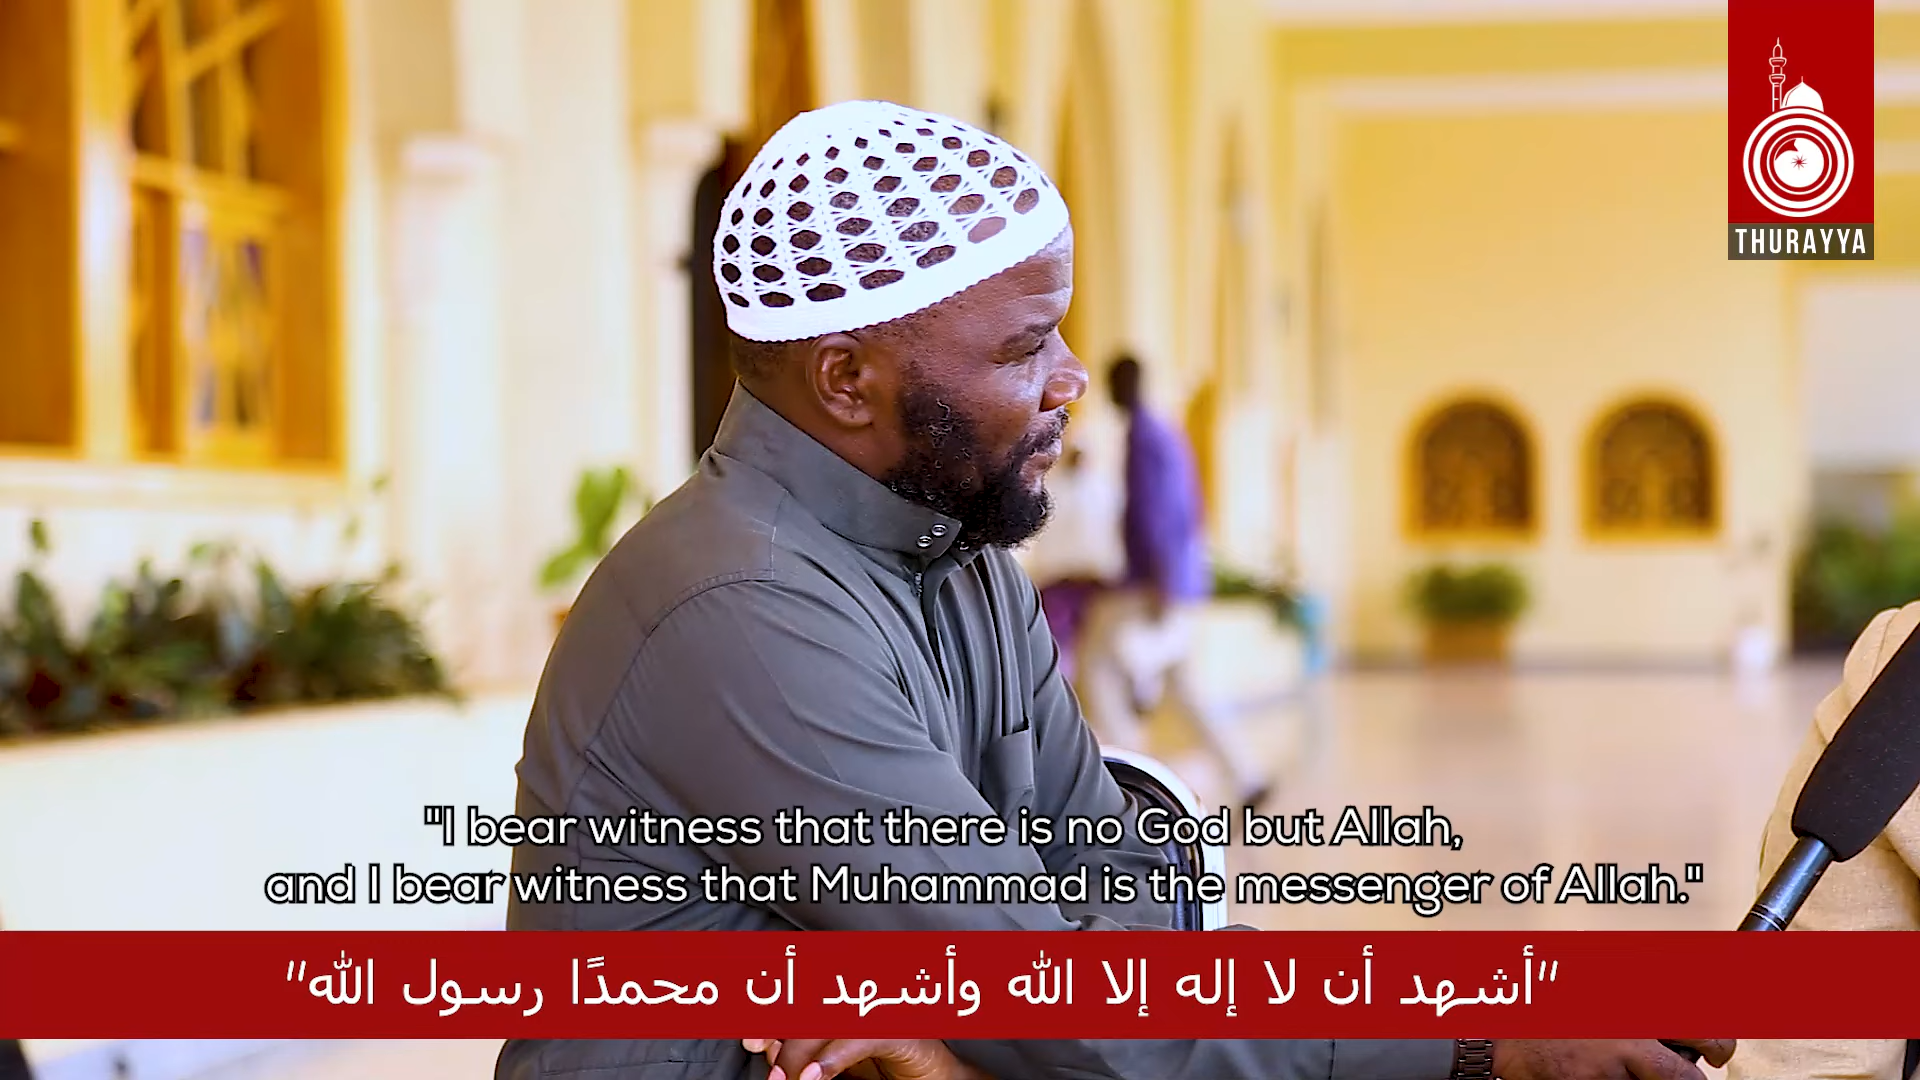 THURAYYA
"I bear witness that there is no God but Allah,
and I bear witness that Muhammad is the messenger of Allah."
"أشهد أن لا إله إلا الله وأشهد أن محمدًا رسول الله"